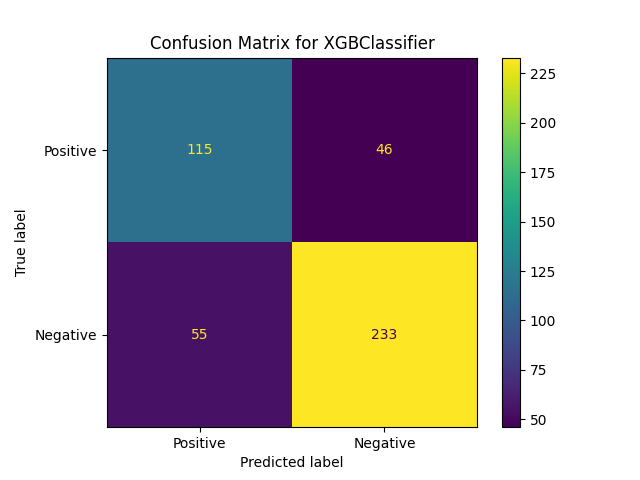 Confusion Matrix for XGBClassifier
Positive
115
46
Negative
55
233
Positive
Negative
True label
Predicted label
225
200
175
150
125
100
75
50